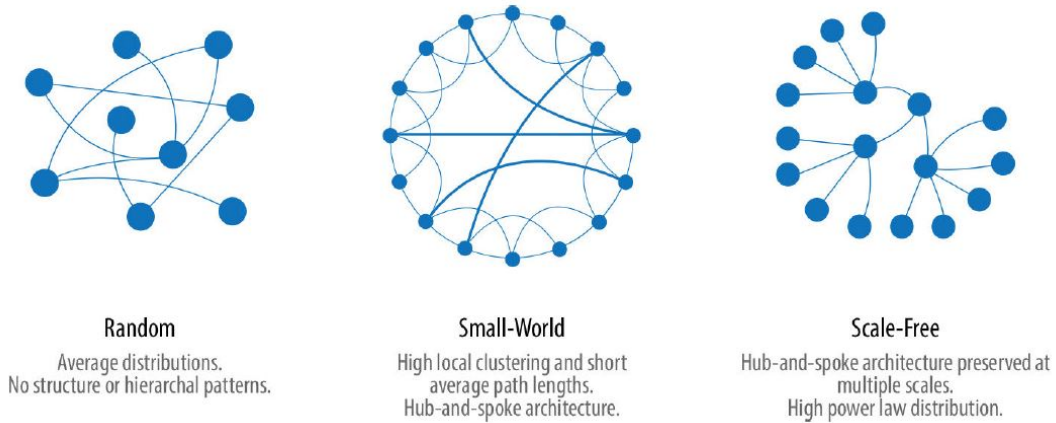 Random
Average distributions.
No structure or hierarchal patterns.
Small-World
High local clustering and short
average path lengths.
Hub-and-spoke architecture.
Scale-Free
Hub-and-spoke architecture preserved at
multiple scales.
High power law distribution.